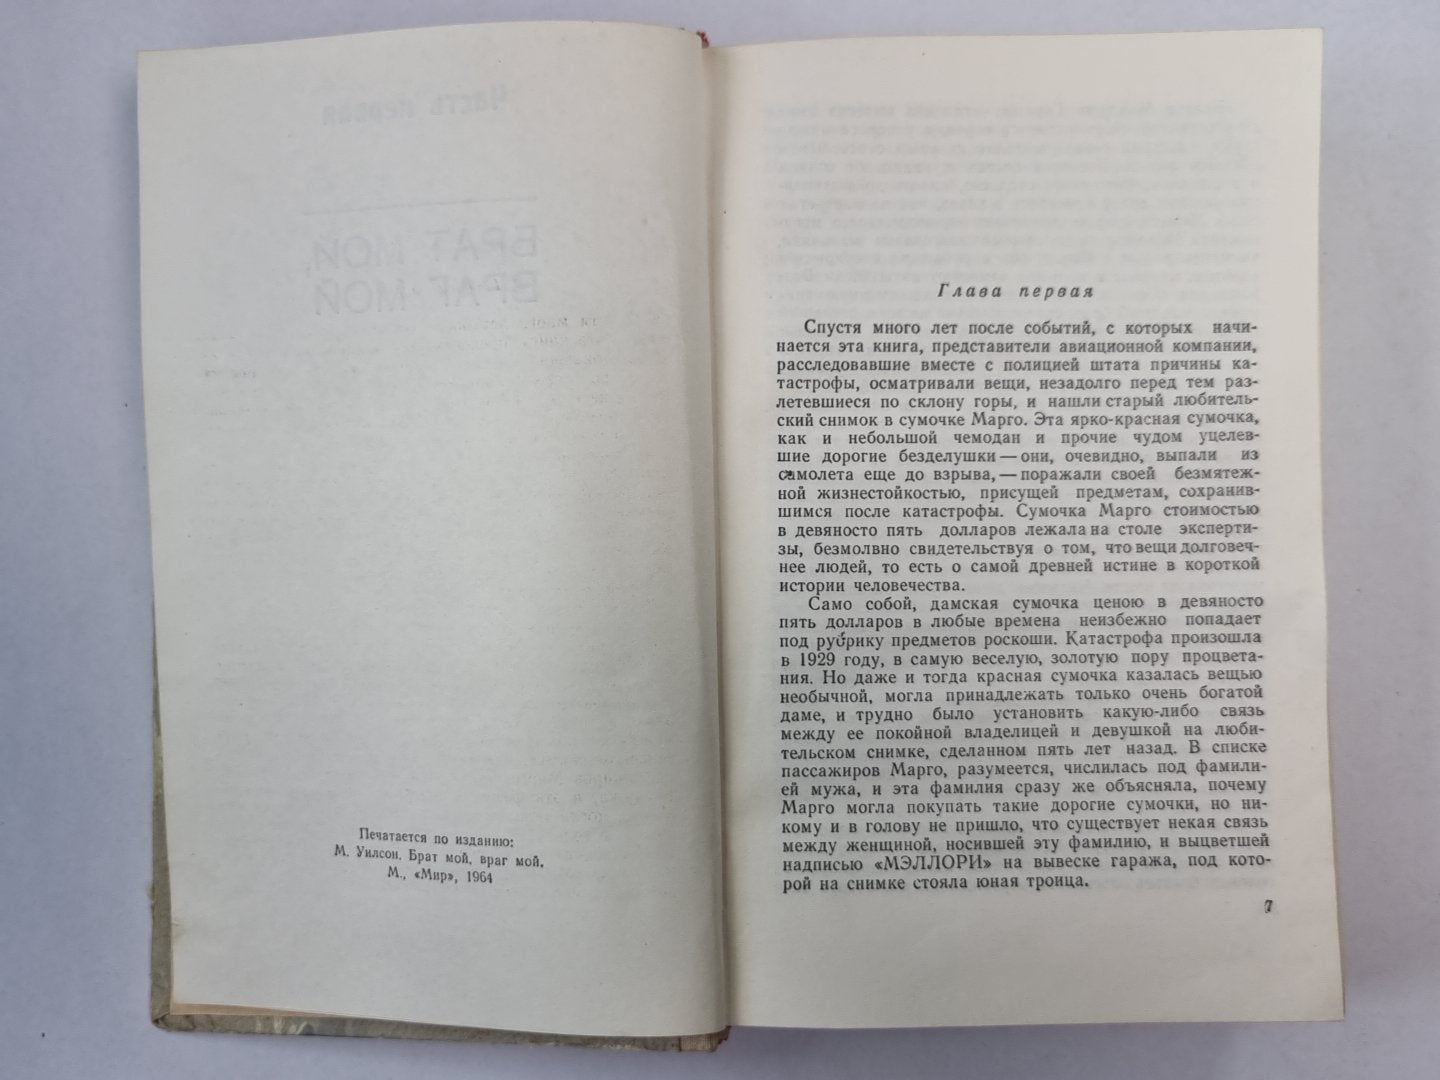 Печатается по изданию:
М. Уилсон. Брат мой, враг мой.
М., «Мир», 1964
Глава первая
Спустя много лет после событий, с которых начи-
нается эта книга, представители авиационной компании,
расследовавшие вместе с полицией штата причины ка-
тастрофы, осматривали вещи, незадолго перед тем раз-
летевшиеся по склону горы, и нашли старый любитель-
ский снимок в сумочке Марго. Эта ярко-красная сумочка,
как и небольшой чемодан и прочие чудом уцелев-
шие дорогие безделушки — они, очевидно, выпали из
самолета еще до взрыва, — поражали своей безмятеж-
ной жизнестойкостью, присущей предметам, сохранив-
шимся после катастрофы. Сумочка Марго стоимостью
в девяносто пять долларов лежала на столе эксперти-
зы, безмолвно свидетельствуя о том, что вещи долговеч-
нее людей, то есть о самой древней истине в короткой
истории человечества.
Само собой, дамская сумочка ценою в девяносто
пять долларов в любые времена неизбежно попадает
под рубрику предметов роскоши. Катастрофа произошла
в 1929 году, в самую веселую, золотую пору процвета-
ния. Но даже и тогда красная сумочка казалась вещью
необычной, могла принадлежать только очень богатой
даме, и трудно было установить какую-либо связь
между ее покойной владелицей и девушкой на люби-
тельском снимке, сделанном пять лет назад. В списке
пассажиров Марго, разумеется, числилась под фамили-
ей мужа, и эта фамилия сразу же объясняла, почему
Марго могла покупать такие дорогие сумочки, но ни-
кому и в голову не пришло, что существует некая связь
между женщиной, носившей эту фамилию, и выцветшей
надписью «МЭЛЛОРИ» на вывеске гаража, под кото-
рой на снимке стояла юная троица.
7